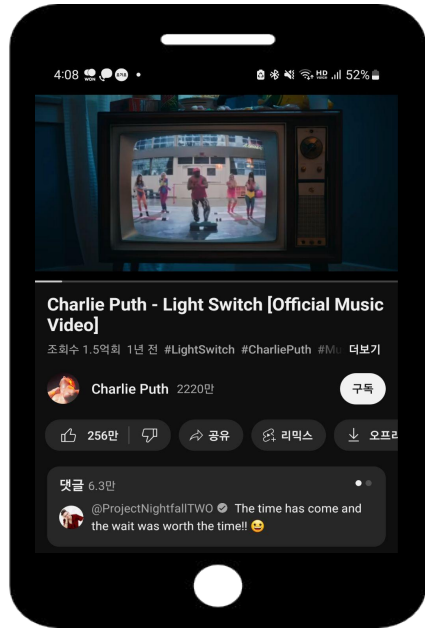 4:08 WON HD 52%
Charlie Puth - Light Switch [Official Music
Video]
조회수 1.5억회 1년 전 #LightSwitch #CharliePuth #Mu 더보기
Charlie Puth 2220만 구독
256만 공유 리믹스 오프라
댓글 6.3만
@ProjectNightfallTWO The time has come and
the wait was worth the time!! 😀